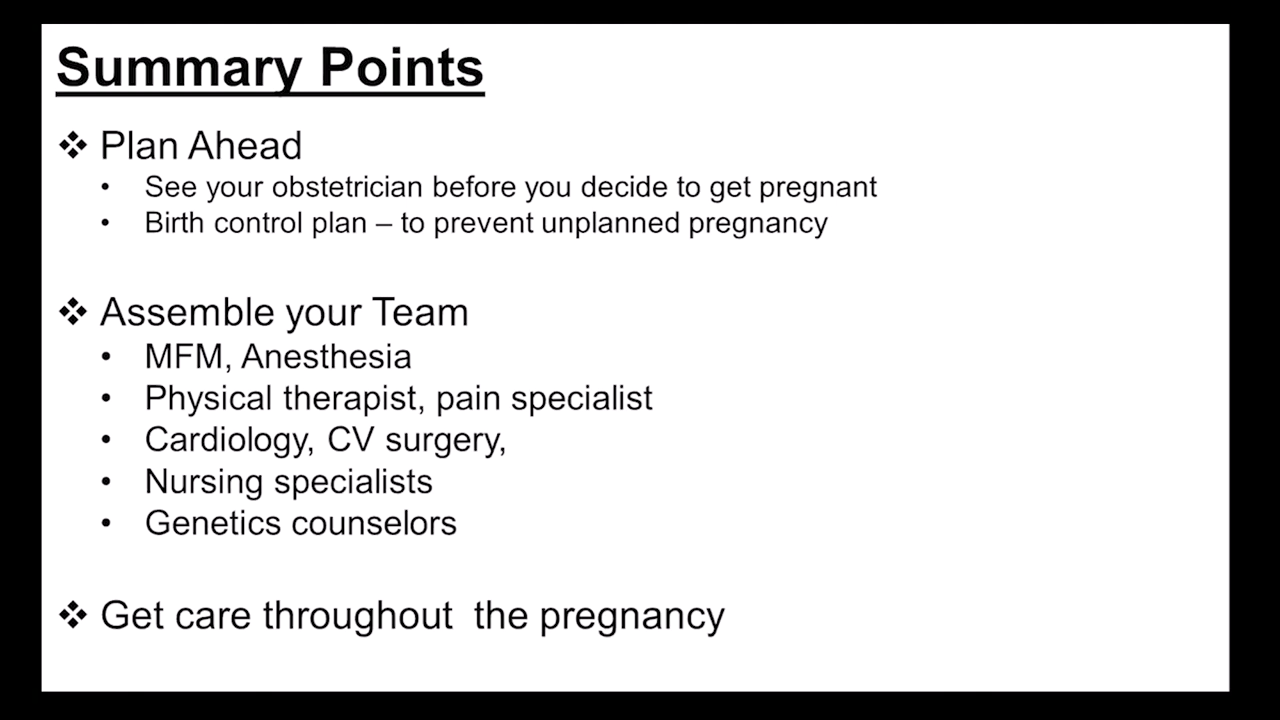 Summary Points
❖ Plan Ahead
• See your obstetrician before you decide to get pregnant
• Birth control plan – to prevent unplanned pregnancy
❖ Assemble your Team
• MFM, Anesthesia
• Physical therapist, pain specialist
• Cardiology, CV surgery,
• Nursing specialists
• Genetics counselors
❖ Get care throughout  the pregnancy